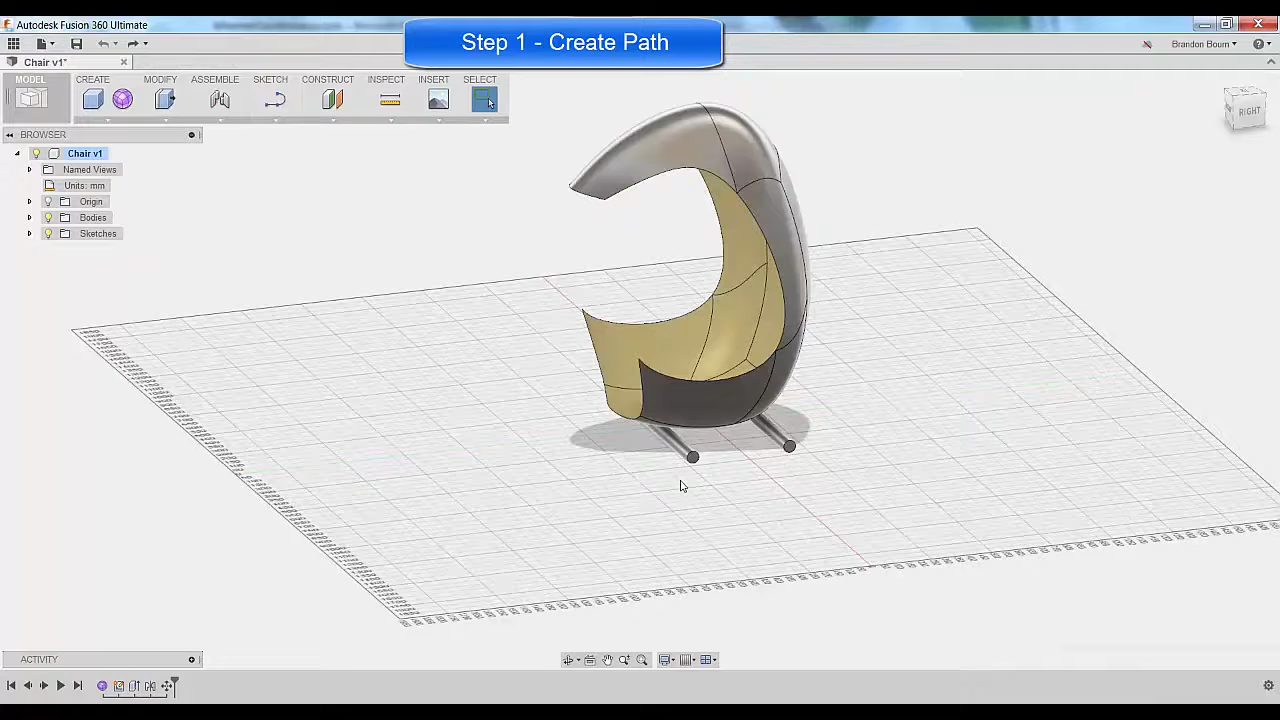 Autodesk Fusion 360 Ultimate
Step 1 - Create Path
Brandon Bourn
Chair v1*
MODEL
CREATE
MODIFY
ASSEMBLE
SKETCH
CONSTRUCT
INSPECT
INSERT
SELECT
RIGHT
BROWSER
Chair v1
Named Views
Units: mm
Origin
Bodies
Sketches
ACTIVITY